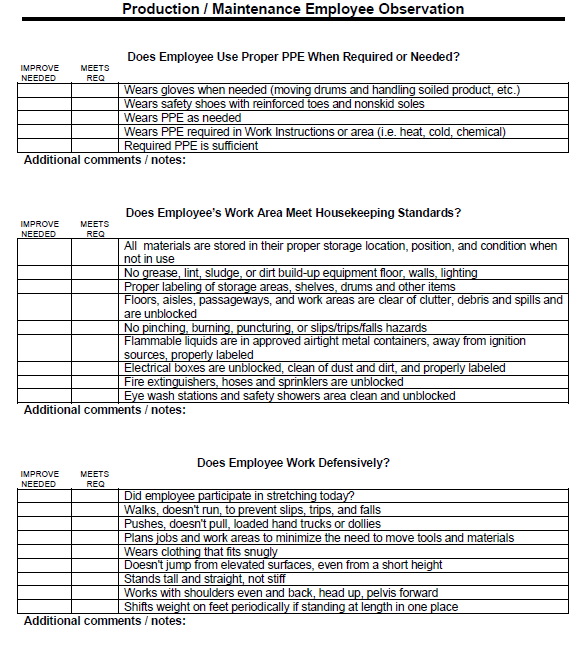 Production / Maintenance Employee Observation
Does Employee Use Proper PPE When Required or Needed?
IMPROVE MEETS
NEEDED REQ
Wears gloves when needed (moving drums and handling soiled product, etc.)
Wears safety shoes with reinforced toes and nonskid soles
Wears PPE as needed
Wears PPE required in Work Instructions or area (i.e. heat, cold, chemical)
Required PPE is sufficient
Additional comments / notes:
Does Employee's Work Area Meet Housekeeping Standards?
IMPROVE MEETS
NEEDED REQ
All materials are stored in their proper storage location, position, and condition when
not in use
No grease, lint, sludge, or dirt build-up equipment floor, walls, lighting
Proper labeling of storage areas, shelves, drums and other items
Floors, aisles, passageways, and work areas are clear of clutter, debris and spills and
are unblocked
No pinching, burning, puncturing, or slips/trips/falls hazards
Flammable liquids are in approved airtight metal containers, away from ignition
sources, properly labeled
Electrical boxes are unblocked, clean of dust and dirt, and properly labeled
Fire extinguishers, hoses and sprinklers are unblocked
Eye wash stations and safety showers area clean and unblocked
Additional comments / notes:
Does Employee Work Defensively?
IMPROVE MEETS
NEEDED REQ
Did employee participate in stretching today?
Walks, doesn't run, to prevent slips, trips, and falls
Pushes, doesn't pull, loaded hand trucks or dollies
Plans jobs and work areas to minimize the need to move tools and materials
Wears clothing that fits snugly
Doesn't jump from elevated surfaces, even from a short height
Stands tall and straight, not stiff
Works with shoulders even and back, head up, pelvis forward
Shifts weight on feet periodically if standing at length in one place
Additional comments / notes: